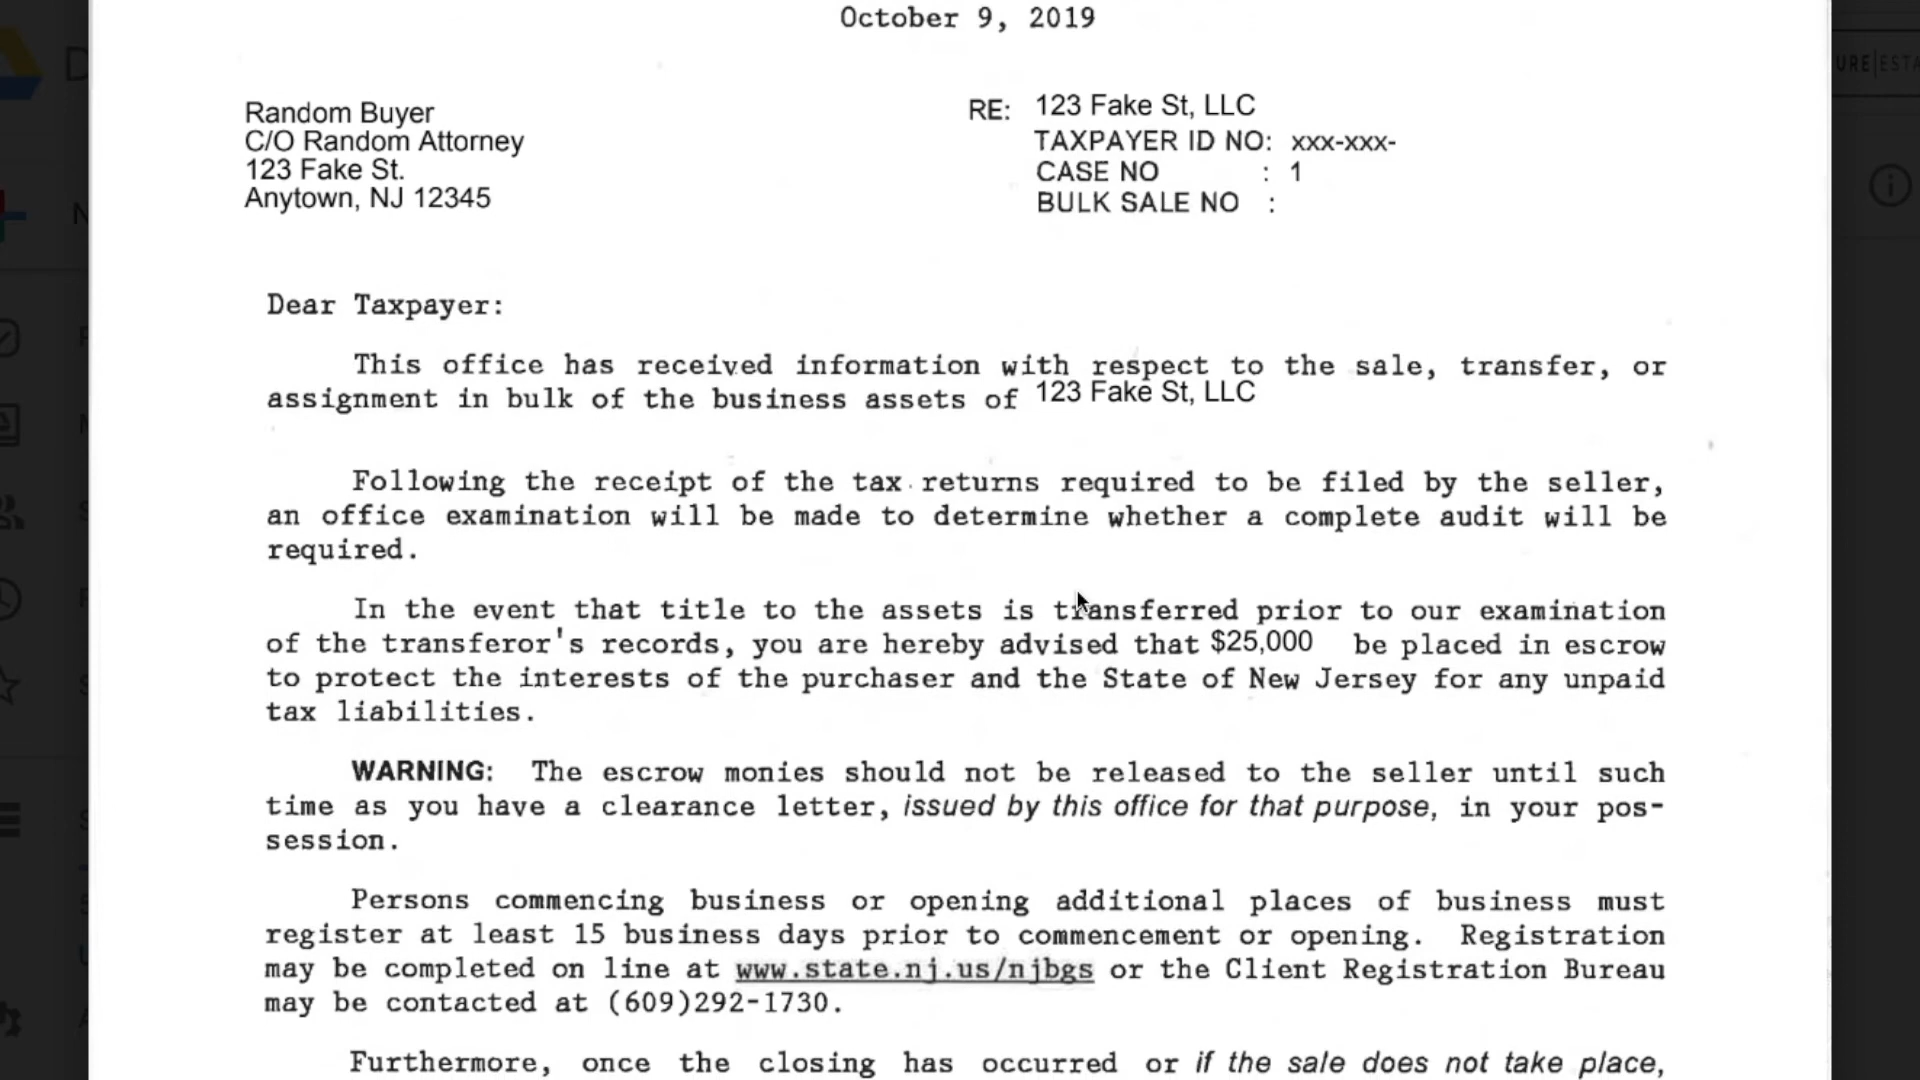 October 9, 2019
URE|ESTA
Random Buyer
C/O Random Attorney
123 Fake St.
Anytown, NJ 12345
RE: 123 Fake St, LLC
TAXPAYER ID NO: xxx-xxx-
CASE NO : 1
BULK SALE NO :
Dear Taxpayer:
This office has received information with respect to the sale, transfer, or
assignment in bulk of the business assets of 123 Fake St, LLC
Following the receipt of the tax returns required to be filed by the seller,
an office examination will be made to determine whether a complete audit will be
required.
In the event that title to the assets is transferred prior to our examination
of the transferor's records, you are hereby advised that $25,000 be placed in escrow
to protect the interests of the purchaser and the State of New Jersey for any unpaid
tax liabilities.
WARNING: The escrow monies should not be released to the seller until such
time as you have a clearance letter, issued by this office for that purpose, in your pos-
session.
Persons commencing business or opening additional places of business must
register at least 15 business days prior to commencement or opening. Registration
may be completed on line at www.state.nj.us/njbgs or the Client Registration Bureau
may be contacted at (609)292-1730.
Furthermore, once the closing has occurred or if the sale does not take place,